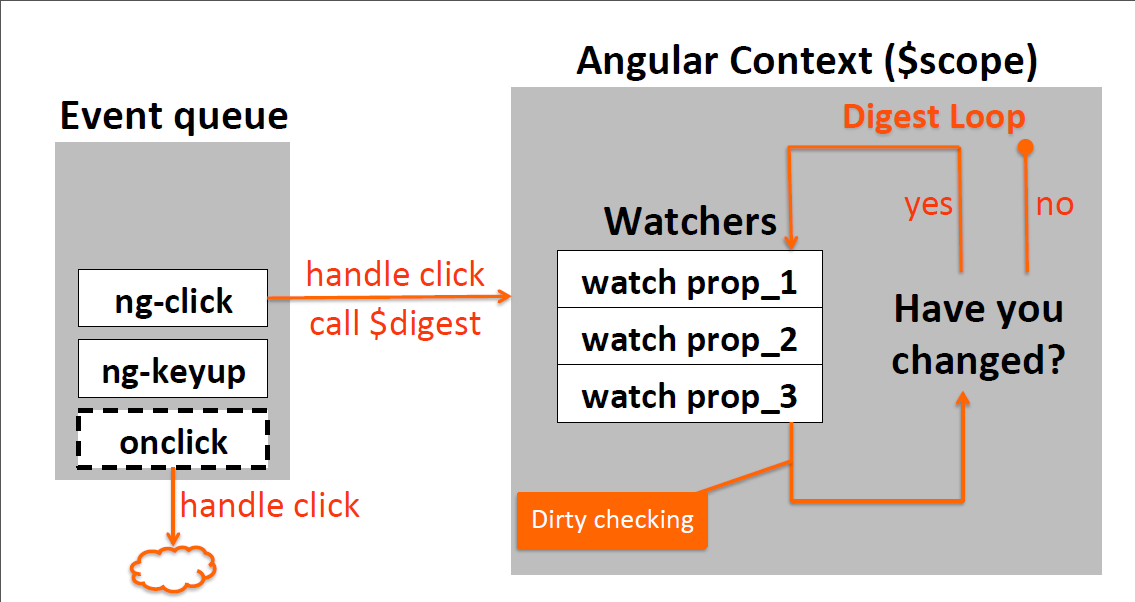 Angular Context ($scope)
Event queue
Digest Loop
yes
no
Watchers
ng-click
ng-keyup
onclick
handle click
call $digest
handle click
watch prop_1
watch prop_2
watch prop_3
Have you
changed?
Dirty checking